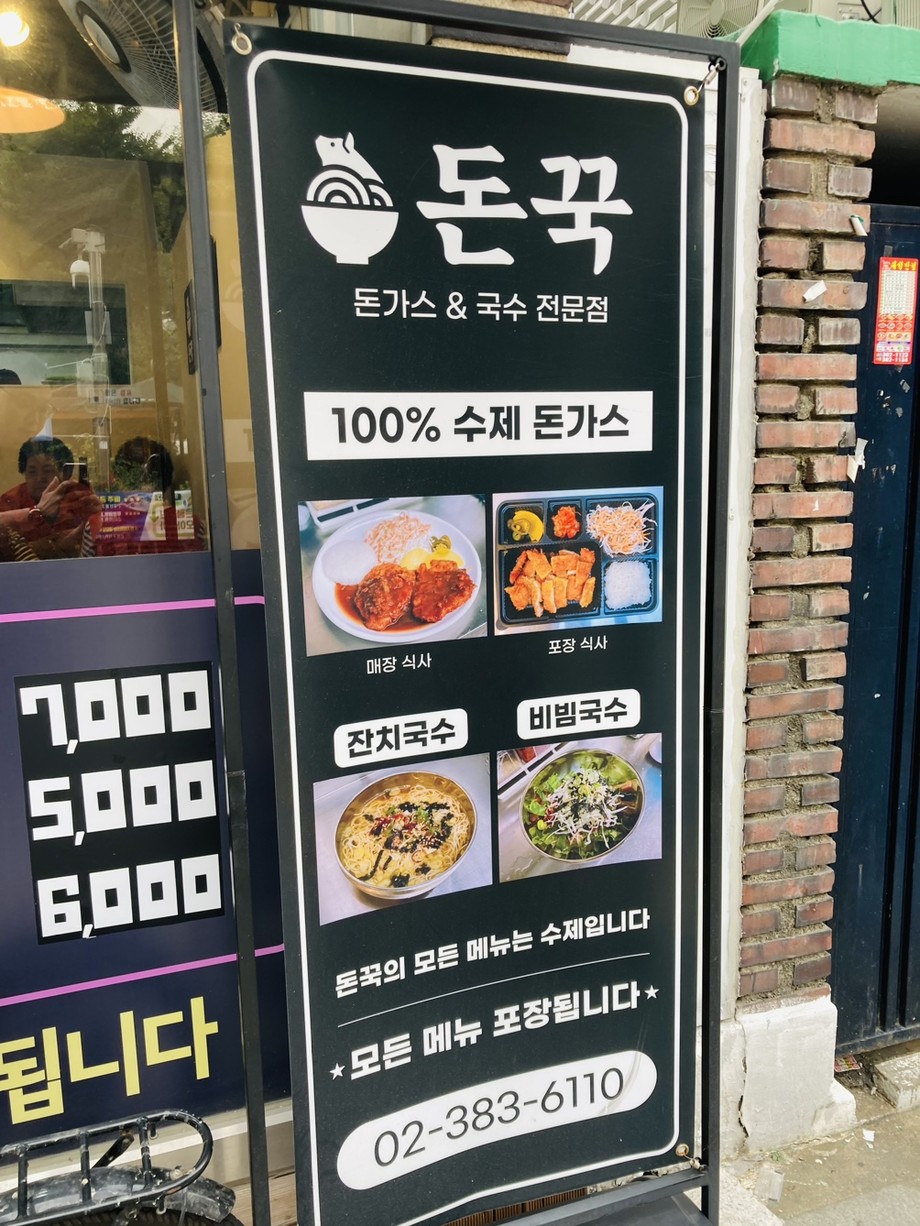 돈꾹
돈가스 & 국수 전문점
100% 수제 돈가스
매장 식사
포장 식사
잔치국수
비빔국수
돈꾹의 모든 메뉴는 수제입니다
★모든 메뉴 포장됩니다★
02-383-6110
7,000
5,000
6,000
됩니다